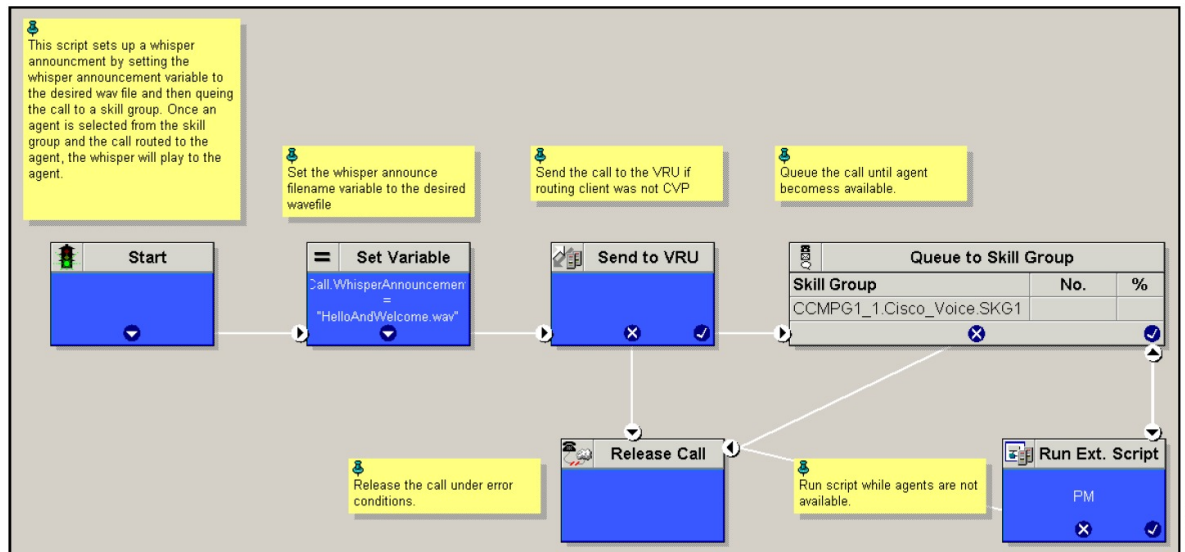 This script sets up a whisper
announcment by setting the
whisper announcement variable to
the desired wav file and then queing
the call to a skill group. Once an
agent is selected from the skill
group and the call routed to the
agent, the whisper will play to the
agent.
Set the whisper announce
filename variable to the desired
wavefile
Send the call to the VRU if
routing client was not CVP
Queue the call until agent
becomess available.
Start
= Set Variable
Call.WhisperAnnouncemen
=
"HelloAndWelcome.wav"
Send to VRU
Queue to Skill Group
Skill Group No. %
CCMPG1_1.Cisco_Voice.SKG1
Release Call
Run Ext. Script
PM
Release the call under error
conditions.
Run script while agents are not
available.